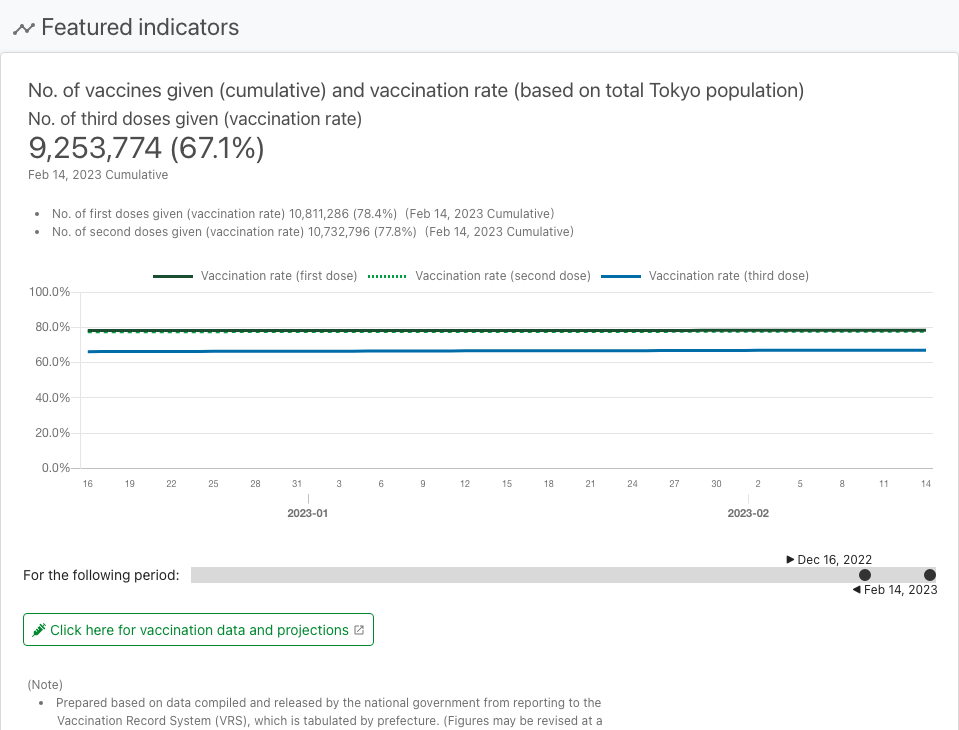 Featured indicators
No. of vaccines given (cumulative) and vaccination rate (based on total Tokyo population)
No. of third doses given (vaccination rate)
9,253,774 (67.1%)
Feb 14, 2023 Cumulative
• No. of first doses given (vaccination rate) 10,811,286 (78.4%) (Feb 14, 2023 Cumulative)
• No. of second doses given (vaccination rate) 10,732,796 (77.8%) (Feb 14, 2023 Cumulative)
Vaccination rate (first dose) Vaccination rate (second dose) Vaccination rate (third dose)
100.0%
80.0%
60.0%
40.0%
20.0%
0.0%
16 19 22 25 28 31 3 6 9 12 15 18 21 24 27 30 2 5 8 11 14
2023-01 2023-02
Dec 16, 2022
For the following period:
Feb 14, 2023
Click here for vaccination data and projections
(Note)
• Prepared based on data compiled and released by the national government from reporting to the
Vaccination Record System (VRS), which is tabulated by prefecture. (Figures may be revised at a